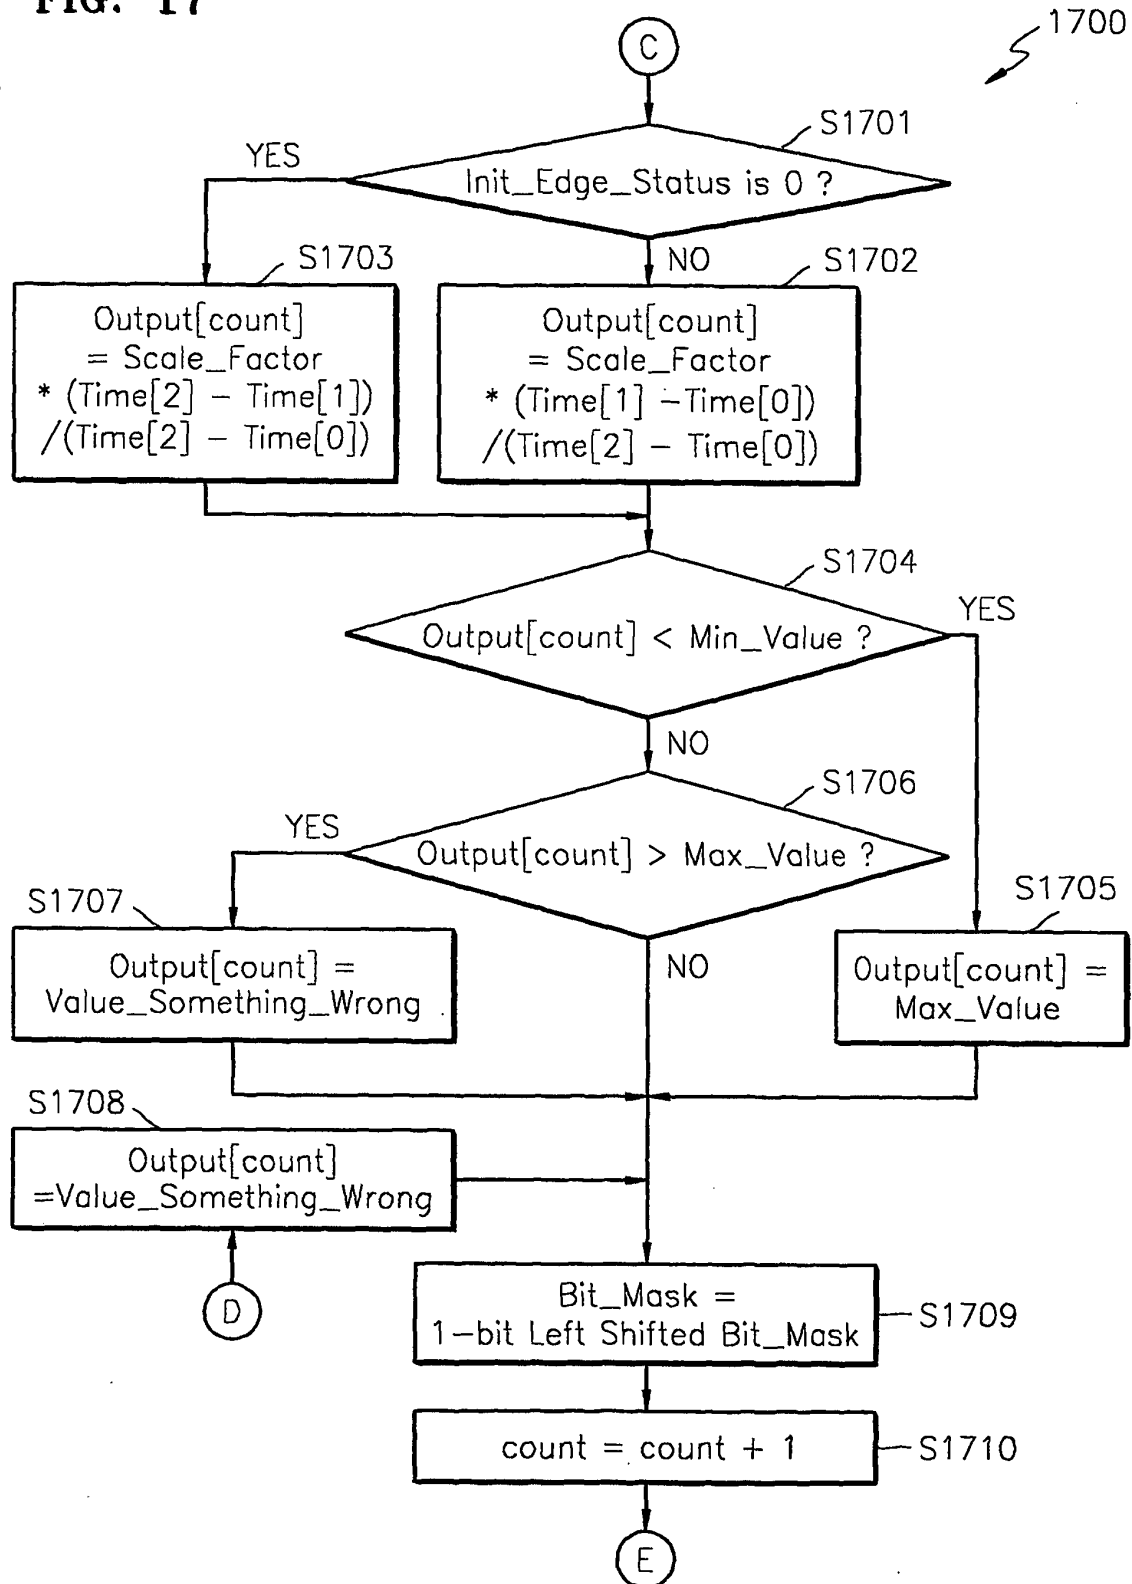 FIG. 17
1700
C
S1701
YES
Init_Edge_Status is 0 ?
S1703
NO
S1702
Output[count]
= Scale_Factor
* (Time[2] - Time[1])
/(Time[2] - Time[0])
Output[count]
= Scale_Factor
* (Time[1] -Time[0])
/(Time[2] - Time[0])
S1704
YES
Output[count] < Min_Value ?
NO
S1706
YES
Output[count] > Max_Value ?
S1707
S1705
NO
Output[count] =
Value_Something_Wrong
Output[count] =
Max_Value
S1708
Output[count]
=Value_Something_Wrong
D
Bit_Mask =
1-bit Left Shifted Bit_Mask
S1709
count = count + 1
S1710
E